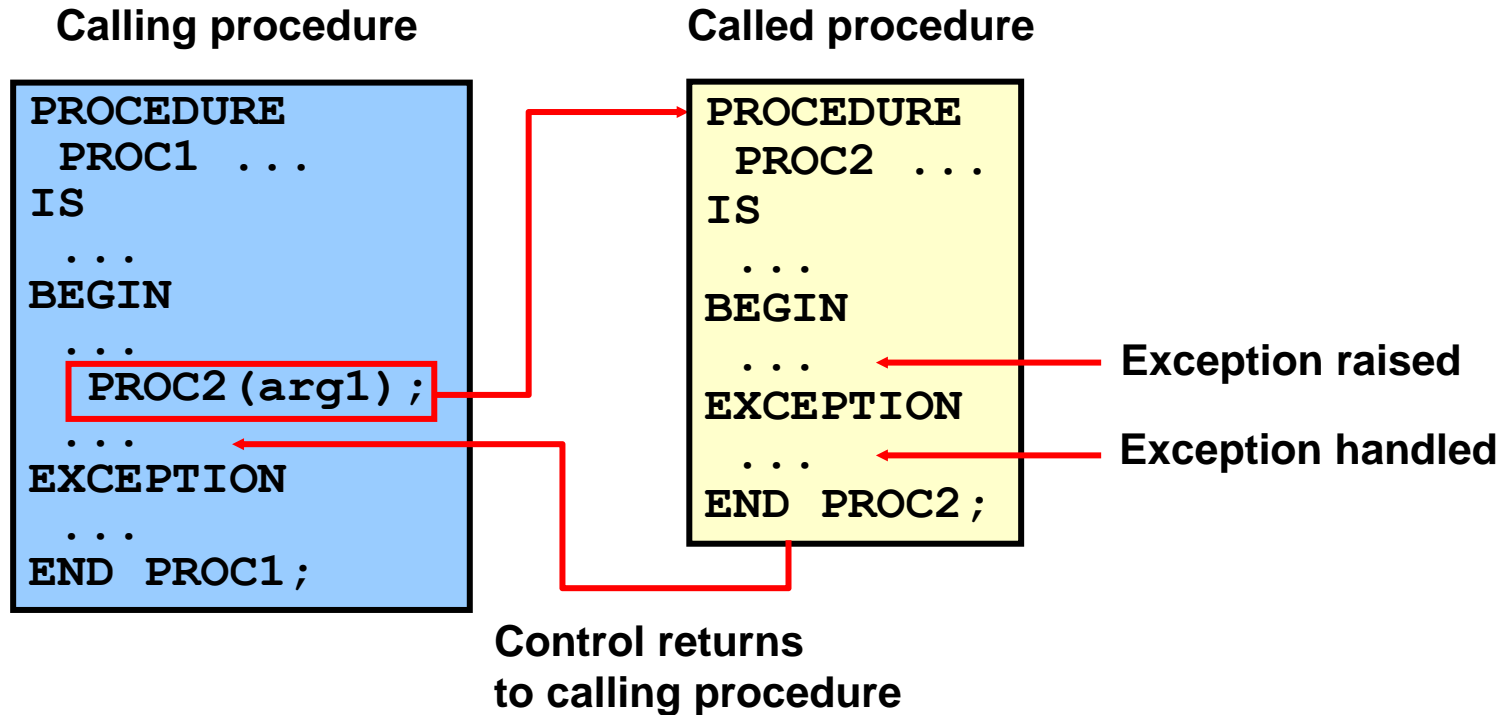 Calling procedure
PROCEDURE
PROC1 ...
IS
...
BEGIN
...
PROC2(arg1);
...
EXCEPTION
...
END PROC1;
Called procedure
PROCEDURE
PROC2 ...
IS
...
BEGIN
...
EXCEPTION
...
END PROC2;
Exception raised
Exception handled
Control returns
to calling procedure